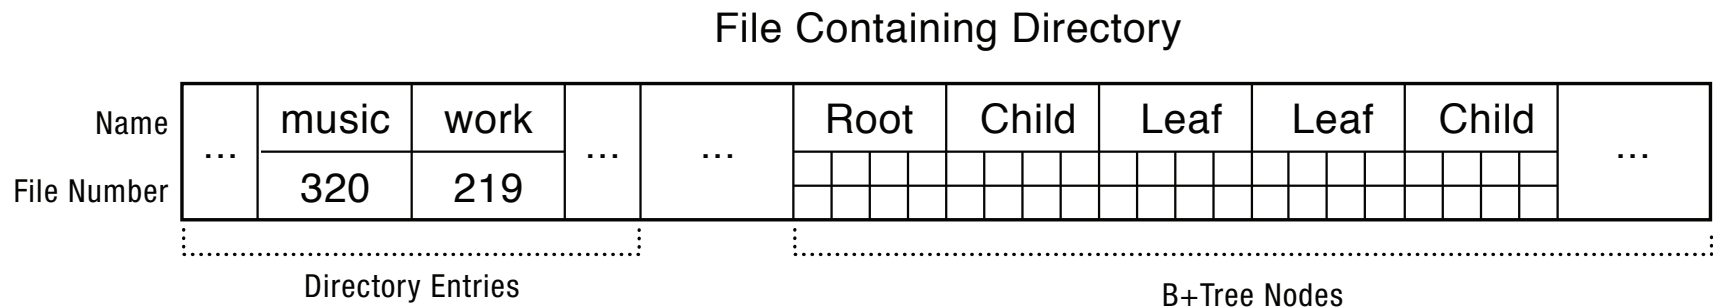 File Containing Directory
Name
File Number
... music work ... ... Root Child Leaf Leaf Child ...
320 219
Directory Entries
B+Tree Nodes